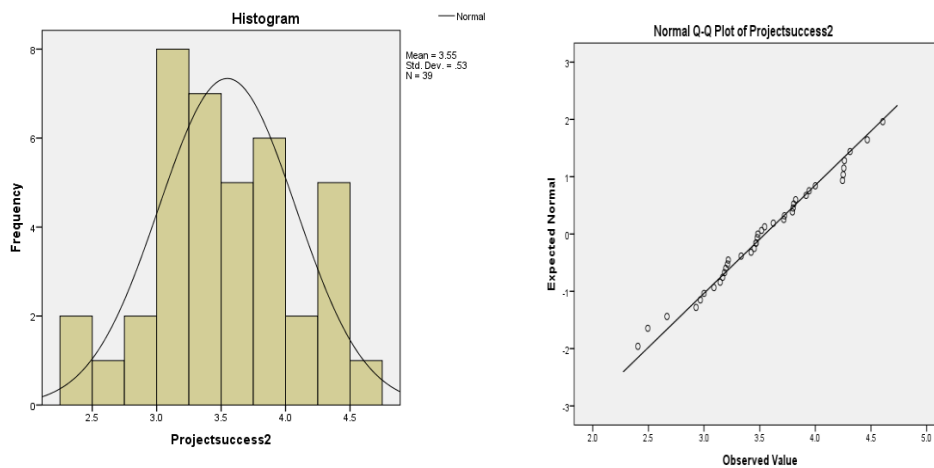 Histogram
Normal
Mean = 3.55
Std. Dev. = .53
N = 39
8
6
4
2
0
Frequency
2.5 3.0 3.5 4.0 4.5
Projectsuccess2
Normal Q-Q Plot of Projectsuccess2
3
2
1
0
-1
-2
-3
Expected Normal
2.0 2.5 3.0 3.5 4.0 4.5 5.0
Observed Value